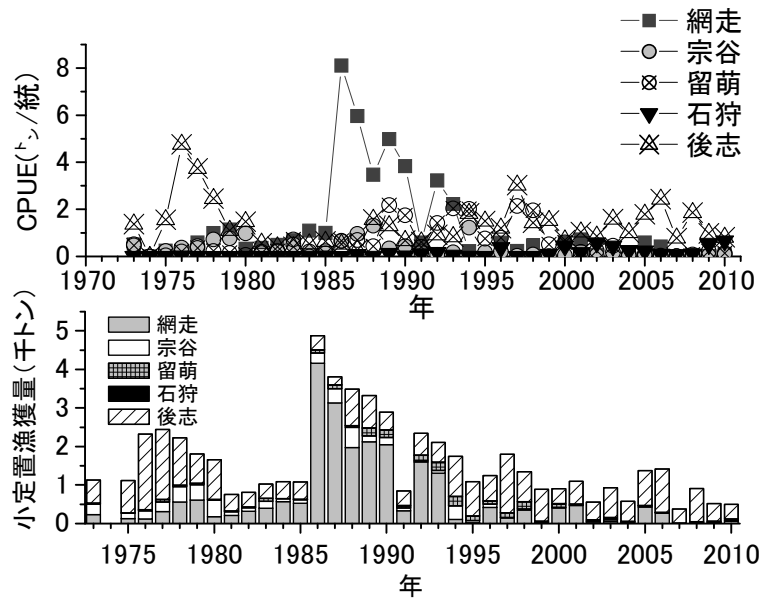 網走
宗谷
留萌
石狩
後志
CPUE(トン/統)
8
6
4
2
0
1970 1975 1980 1985 1990 1995 2000 2005 2010
年
小定置漁獲量(千トン)
網走
宗谷
留萌
石狩
後志
5
4
3
2
1
0
1975 1980 1985 1990 1995 2000 2005 2010
年